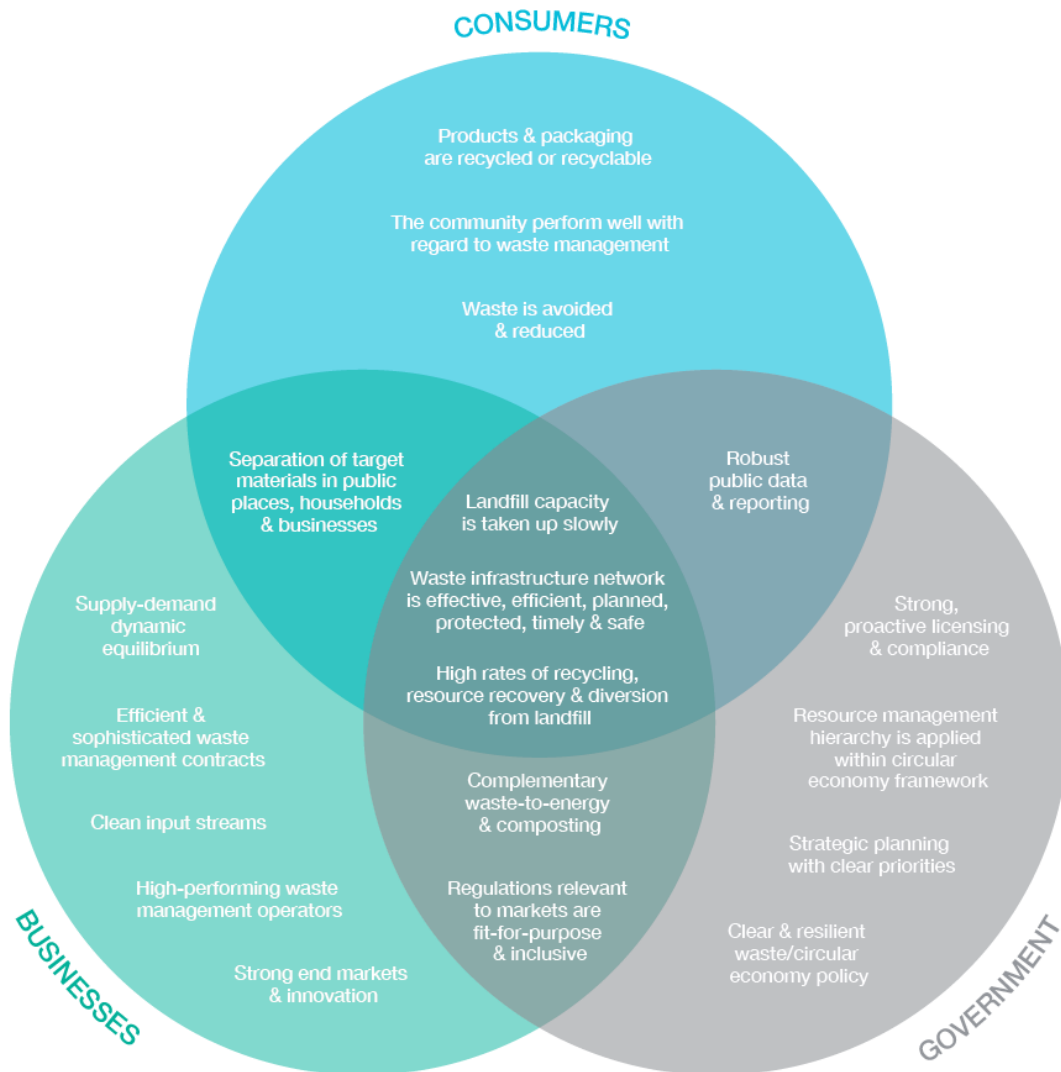 CONSUMERS
Products & packaging
are recycled or recyclable
The community perform well with
regard to waste management
Waste is avoided
& reduced
Separation of target
materials in public
places, households
& businesses
Landfill capacity
is taken up slowly
Robust
public data
& reporting
Waste infrastructure network
is effective, efficient, planned,
protected, timely & safe
High rates of recycling,
resource recovery & diversion
from landfill
Supply-demand
dynamic
equilibrium
Efficient &
sophisticated waste
management contracts
Clean input streams
High-performing waste
management operators
Strong end markets
& innovation
BUSINESSES
Complementary
waste-to-energy
& composting
Regulations relevant
to markets are
fit-for-purpose
& inclusive
Strong,
proactive licensing
& compliance
Resource management
hierarchy is applied
within circular
economy framework
Strategic planning
with clear priorities
Clear & resilient
waste/circular
economy policy
GOVERNMENT